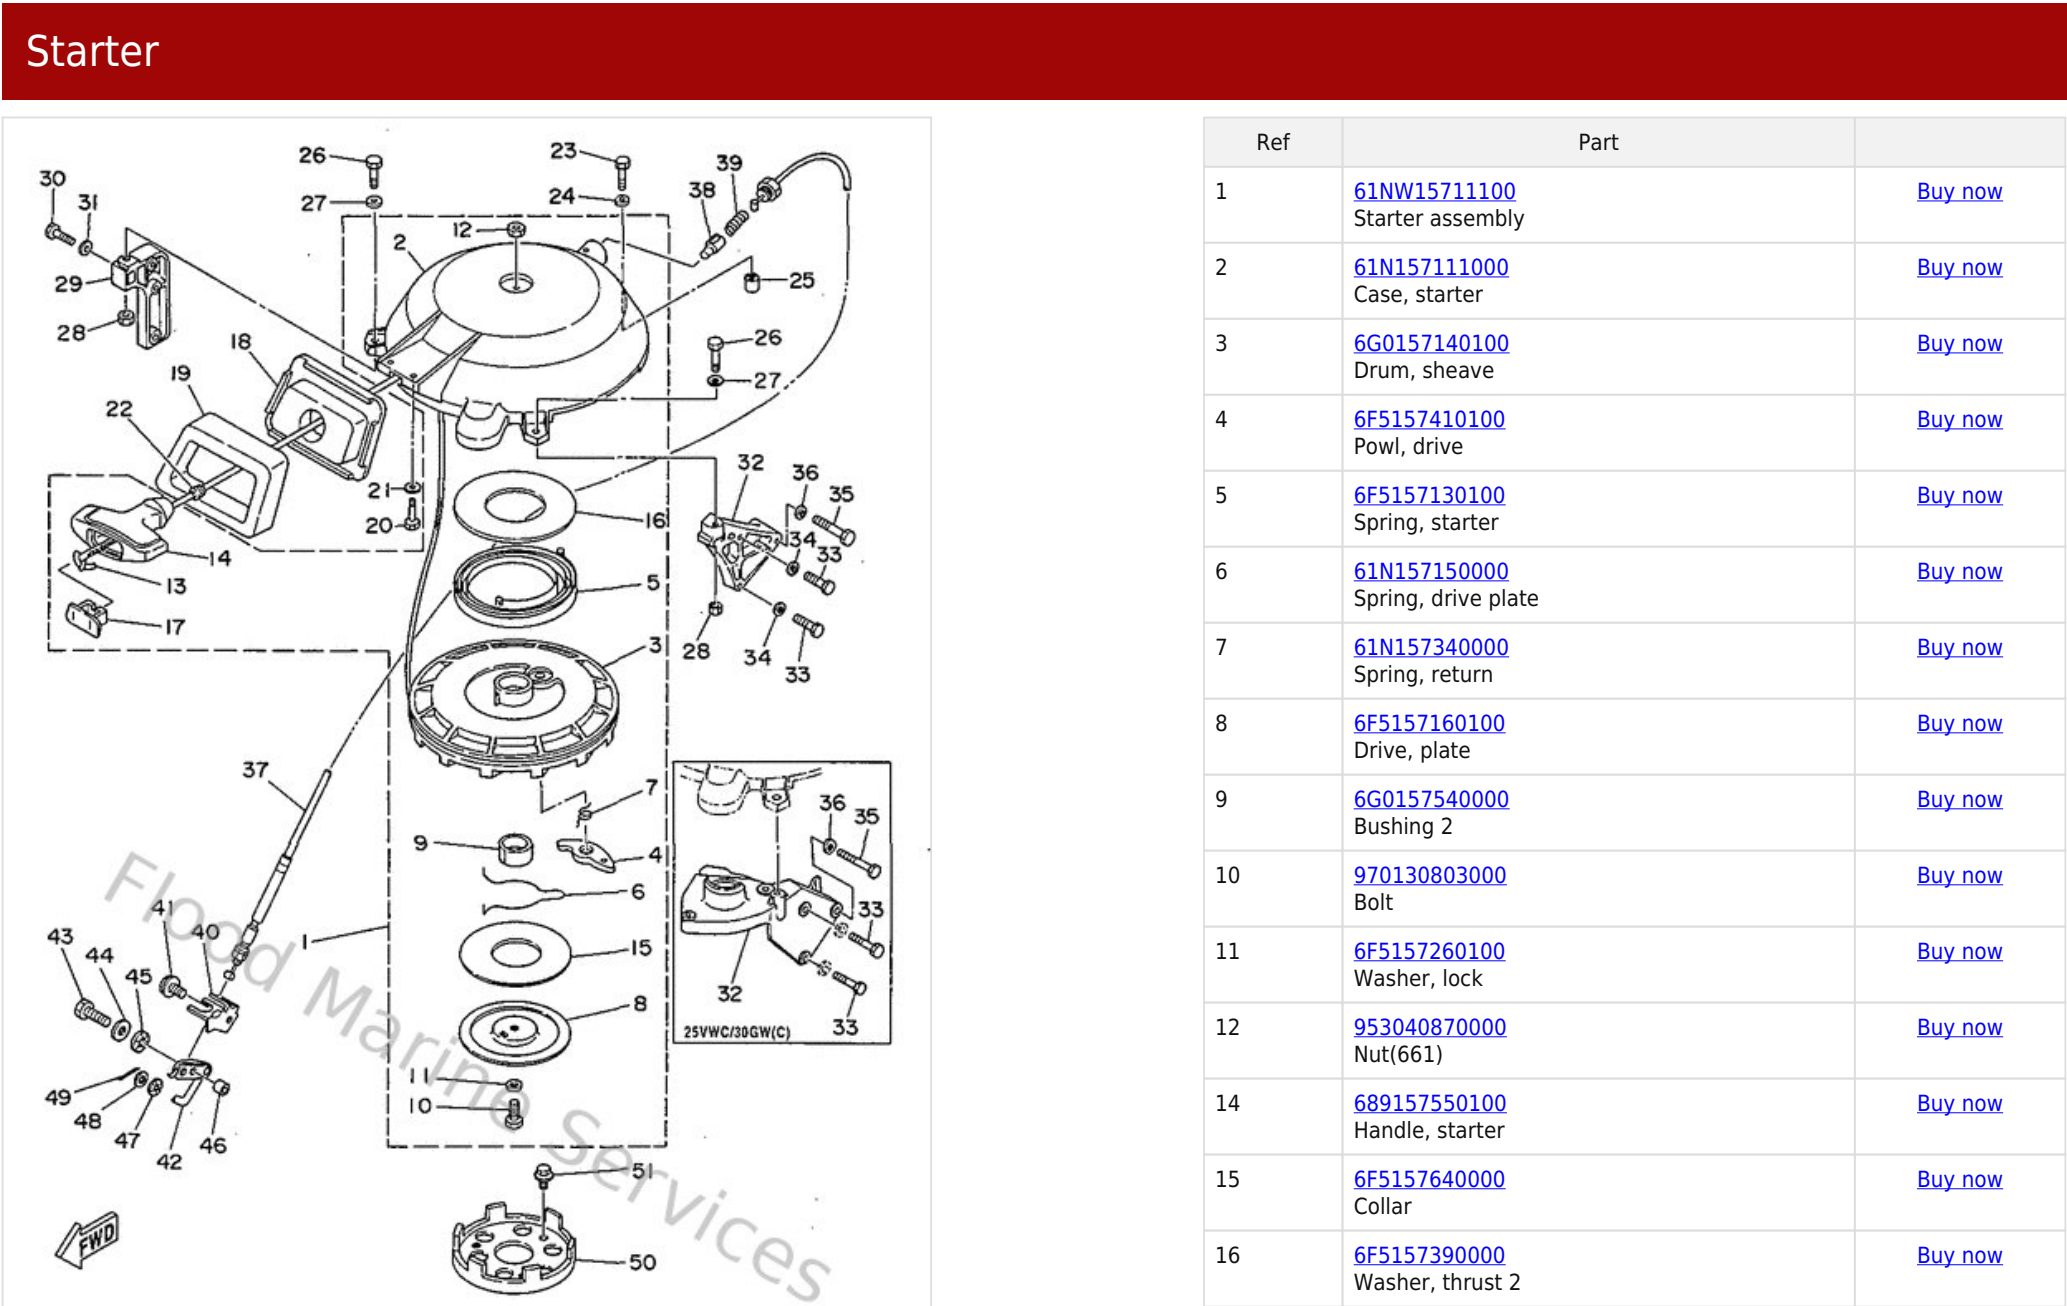 Starter
26
23
39
30
31
27
24
38
12
2
29
25
28
18
26
19
27
22
32
36
21
35
20
16
34
33
14
13
5
17
28
3
34
33
37
7
36
35
9
4
6
41
33
40
43
1
44
15
45
32
8
33
25VWC/30GW(C)
11
49
10
48
47
46
42
51
FWD
50
Flood Marine Services
Ref Part
1 61NW15711100 Buy now
Starter assembly
2 61N157111000 Buy now
Case, starter
3 6G0157140100 Buy now
Drum, sheave
4 6F5157410100 Buy now
Powl, drive
5 6F5157130100 Buy now
Spring, starter
6 61N157150000 Buy now
Spring, drive plate
7 61N157340000 Buy now
Spring, return
8 6F5157160100 Buy now
Drive, plate
9 6G0157540000 Buy now
Bushing 2
10 970130803000 Buy now
Bolt
11 6F5157260100 Buy now
Washer, lock
12 953040870000 Buy now
Nut(661)
14 689157550100 Buy now
Handle, starter
15 6F5157640000 Buy now
Collar
16 6F5157390000 Buy now
Washer, thrust 2